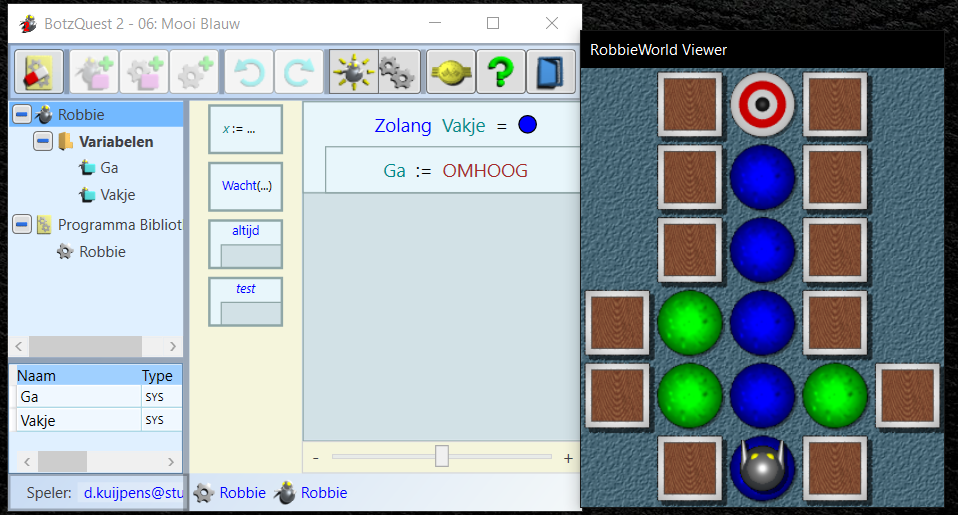 BotzQuest 2 - 06: Mooi Blauw
RobbieWorld Viewer
Robbie
Variabelen
Ga
Vakje
Programma Bibliot
Robbie
x := ...
Wacht(...)
altijd
test
Zolang Vakje =
Ga := OMHOOG
Naam Type
Ga SYS
Vakje SYS
- +
Speler: d.kuijpens@stu
Robbie Robbie